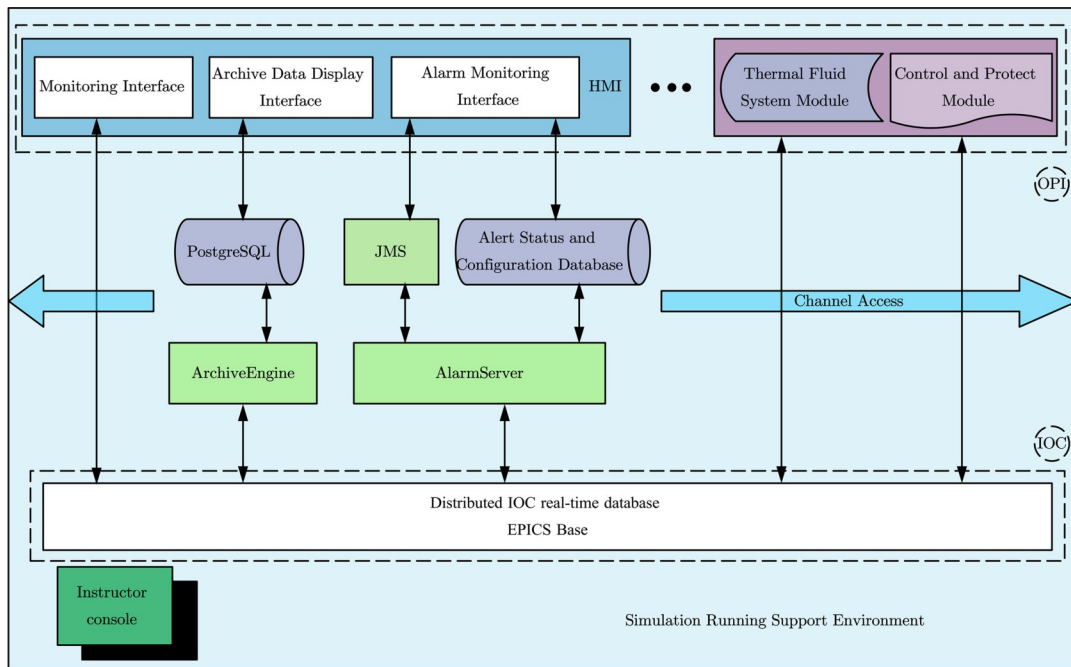 Monitoring Interface
Archive Data Display
Interface
Alarm Monitoring
Interface
HMI
Thermal Fluid
System Module
Control and Protect
Module
OPI
PostgreSQL
JMS
Alert Status and
Configuration Database
Channel Access
ArchiveEngine
AlarmServer
IOC
Distributed IOC real-time database
EPICS Base
Instructor
console
Simulation Running Support Environment